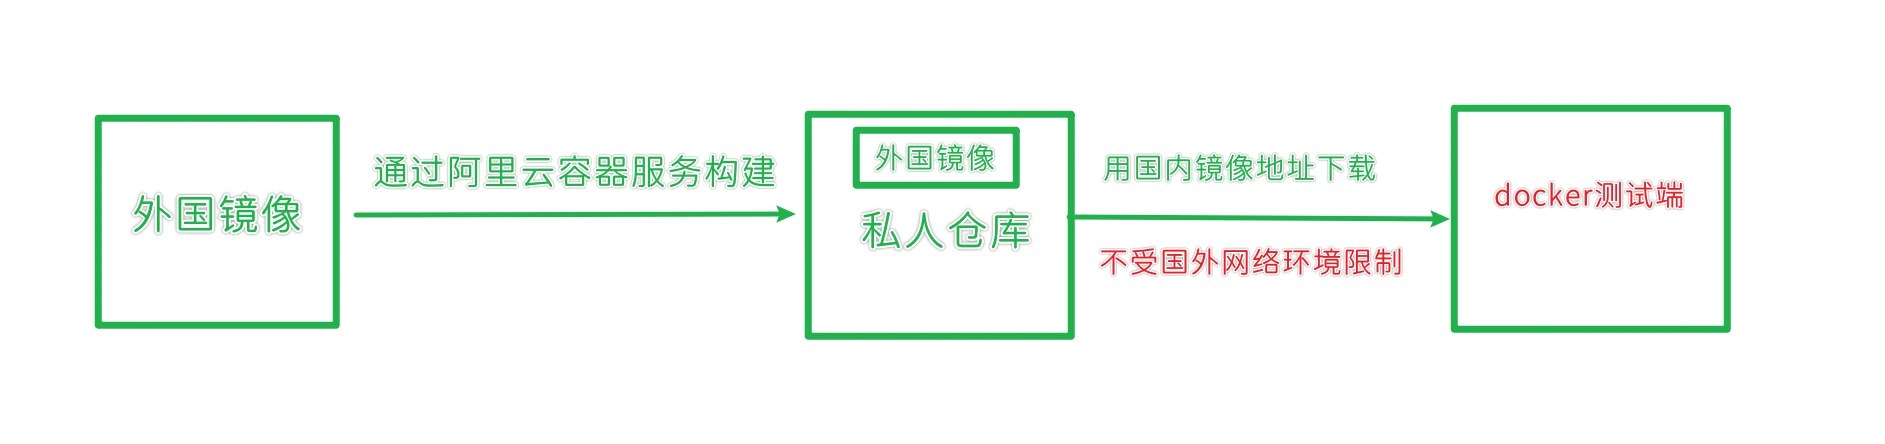 外国镜像
通过阿里云容器服务构建
外国镜像
私人仓库
用国内镜像地址下载
不受国外网络环境限制
docker测试端